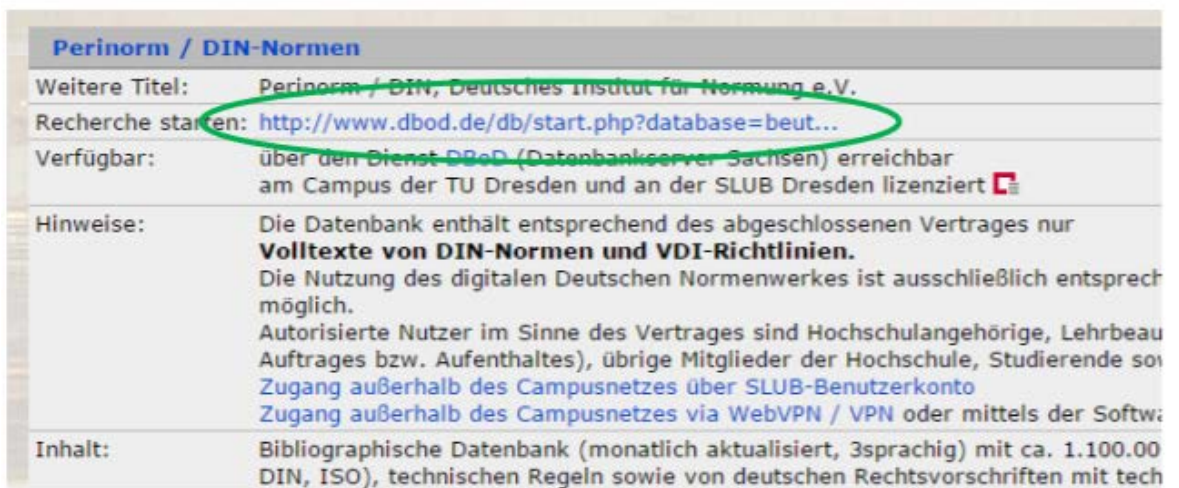 Perinorm / DIN-Normen
Weitere Titel: Perinorm / DIN, Deutsches Institut für Normung e.V.
Recherche starten: http://www.dbod.de/db/start.php?database=beut...
Verfügbar: über den Dienst DBoD (Datenbankserver Sachsen) erreichbar
am Campus der TU Dresden und an der SLUB Dresden lizenziert
Hinweise: Die Datenbank enthält entsprechend des abgeschlossenen Vertrages nur
Volltexte von DIN-Normen und VDI-Richtlinien.
Die Nutzung des digitalen Deutschen Normenwerkes ist ausschließlich entsprech
möglich.
Autorisierte Nutzer im Sinne des Vertrages sind Hochschulangehörige, Lehrbeau
Auftrages bzw. Aufenthaltes), übrige Mitglieder der Hochschule, Studierende sov
Zugang außerhalb des Campusnetzes über SLUB-Benutzerkonto
Zugang außerhalb des Campusnetzes via WebVPN / VPN oder mittels der Softwa
Inhalt: Bibliographische Datenbank (monatlich aktualisiert, 3sprachig) mit ca. 1.100.00
DIN, ISO), technischen Regeln sowie von deutschen Rechtsvorschriften mit tech